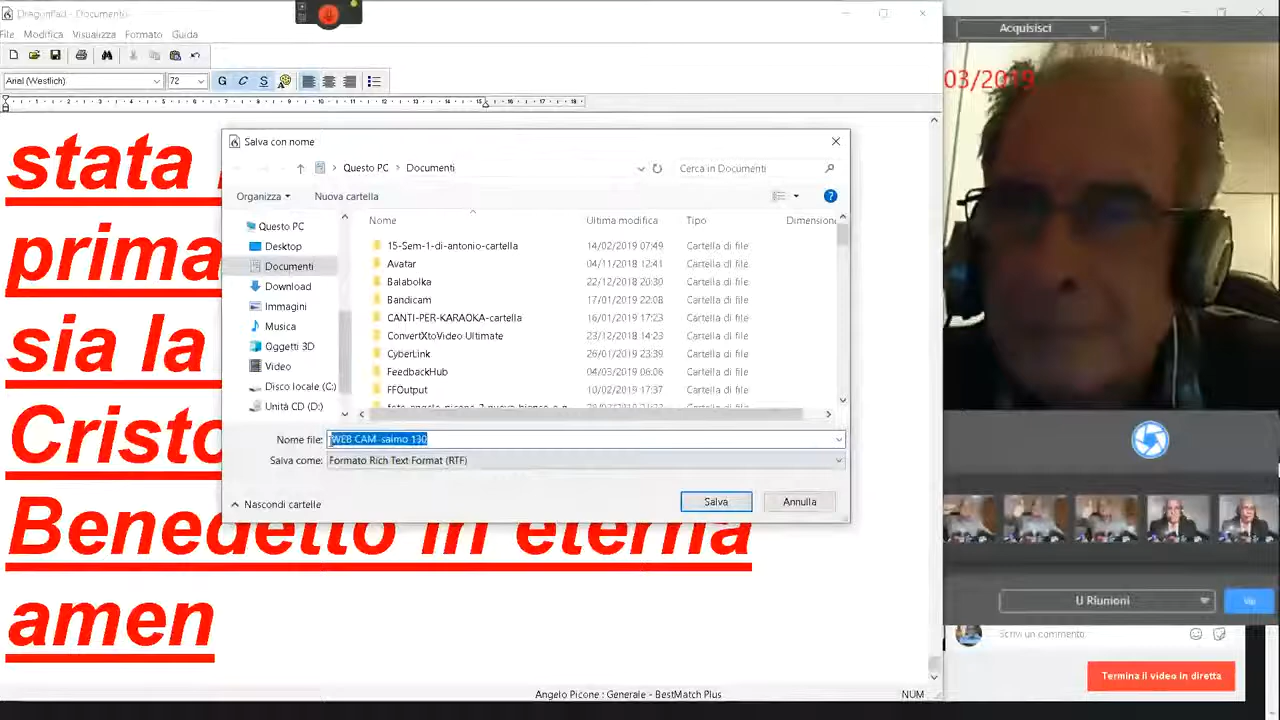 DragonPad - Documento
File Modifica Visualizza Formato Guida
Arial (Westlich) 72 G C S
stata
prima
sia la
Cristo
Benedetto in eterna
amen
Salva con nome
Questo PC > Documenti
Cerca in Documenti
Organizza Nuova cartella
Questo PC
Desktop
Documenti
Download
Immagini
Musica
Oggetti 3D
Video
Disco locale (C:)
Unità CD (D:)
Nome Ultima modifica Tipo Dimension
15-Sem-1-di-antonio-cartella 14/02/2019 07:49 Cartella di file
Avatar 04/11/2018 12:41 Cartella di file
Balabolka 22/12/2018 20:30 Cartella di file
Bandicam 17/01/2019 22:08 Cartella di file
CANTI-PER-KARAOKA-cartella 16/01/2019 17:23 Cartella di file
ConvertXtoVideo Ultimate 23/12/2018 14:23 Cartella di file
CyberLink 26/01/2019 23:39 Cartella di file
FeedbackHub 04/03/2019 06:06 Cartella di file
FFOutput 10/02/2019 17:37 Cartella di file
Nome file: WEB CAM-saimo 130
Salva come: Formato Rich Text Format (RTF)
Nascondi cartelle
Salva Annulla
Angelo Picone : Generale - BestMatch Plus
NUM
Acquisisci
03/2019
U Riunioni
Vai
Scrivi un commento
Termina il video in diretta